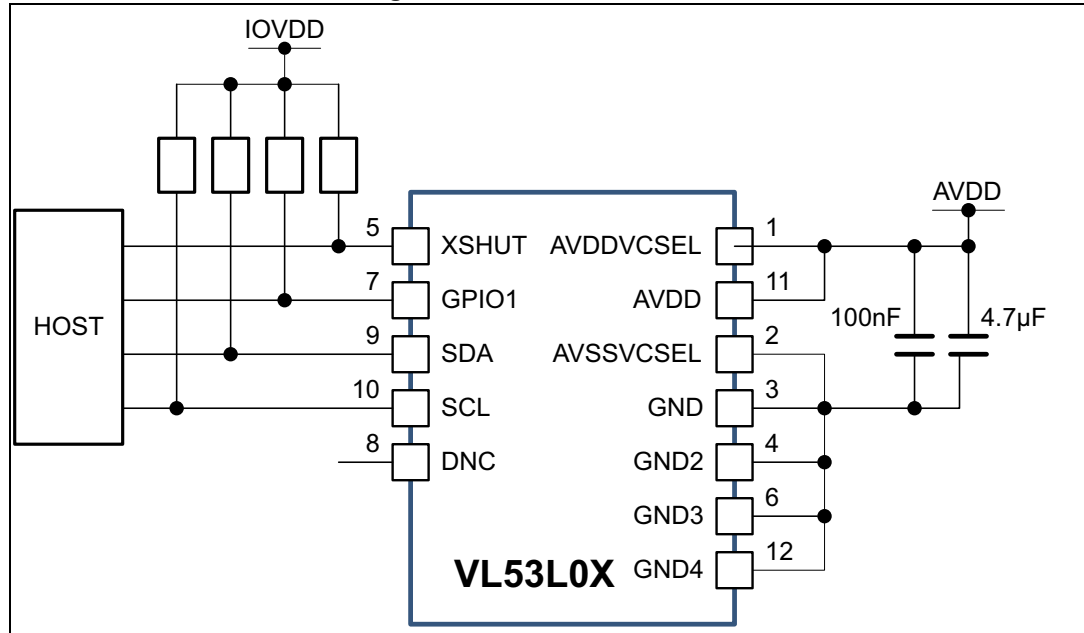 IOVDD
AVDD
HOST
5 XSHUT
7 GPIO1
9 SDA
10 SCL
8 DNC
AVDDVCSEL 1
AVDD 11
AVSSVCSEL 2
GND 3
GND2 4
GND3 6
GND4 12
100nF
4.7µF
VL53L0X